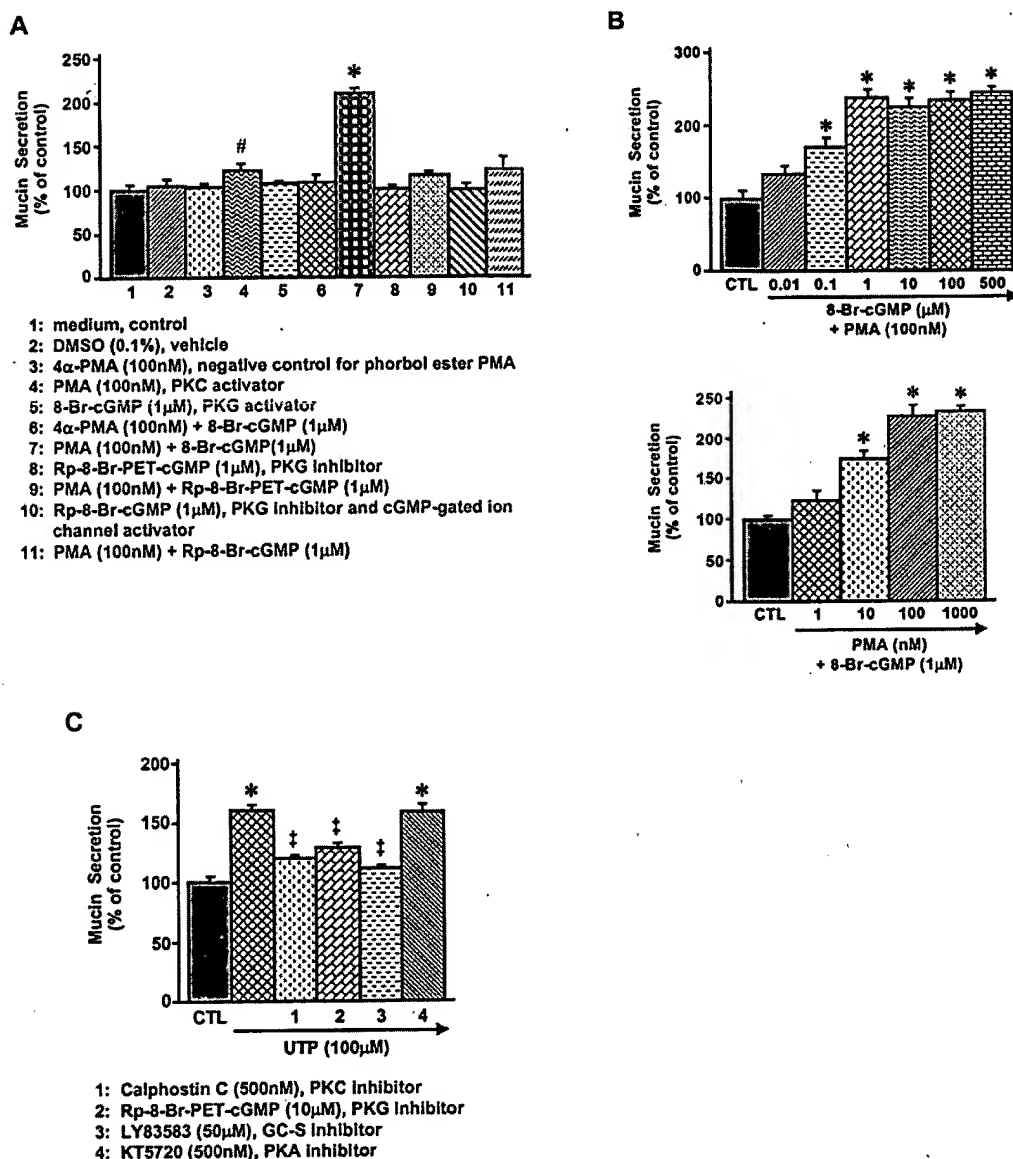 A
Mucin Secretion
(% of control)
250
200
150
100
50
0
#
*
1 2 3 4 5 6 7 8 9 10 11
1: medium, control
2: DMSO (0.1%), vehicle
3: 4α-PMA (100nM), negative control for phorbol ester PMA
4: PMA (100nM), PKC activator
5: 8-Br-cGMP (1μM), PKG activator
6: 4α-PMA (100nM) + 8-Br-cGMP (1μM)
7: PMA (100nM) + 8-Br-cGMP(1μM)
8: Rp-8-Br-PET-cGMP (1μM), PKG inhibitor
9: PMA (100nM) + Rp-8-Br-PET-cGMP (1μM)
10: Rp-8-Br-cGMP (1μM), PKG inhibitor and cGMP-gated ion
channel activator
11: PMA (100nM) + Rp-8-Br-cGMP (1μM)
B
Mucin Secretion
(% of control)
300
200
100
0
* * * * *
CTL 0.01 0.1 1 10 100 500
8-Br-cGMP (μM)
+ PMA (100nM)
Mucin Secretion
(% of control)
250
200
150
100
50
0
* * *
CTL 1 10 100 1000
PMA (nM)
+ 8-Br-cGMP (1μM)
C
Mucin Secretion
(% of control)
200
150
100
50
0
* ‡ ‡ ‡ *
CTL 1 2 3 4
UTP (100μM)
1: Calphostin C (500nM), PKC inhibitor
2: Rp-8-Br-PET-cGMP (10μM), PKG inhibitor
3: LY83583 (50μM), GC-S inhibitor
4: KT5720 (500nM), PKA inhibitor